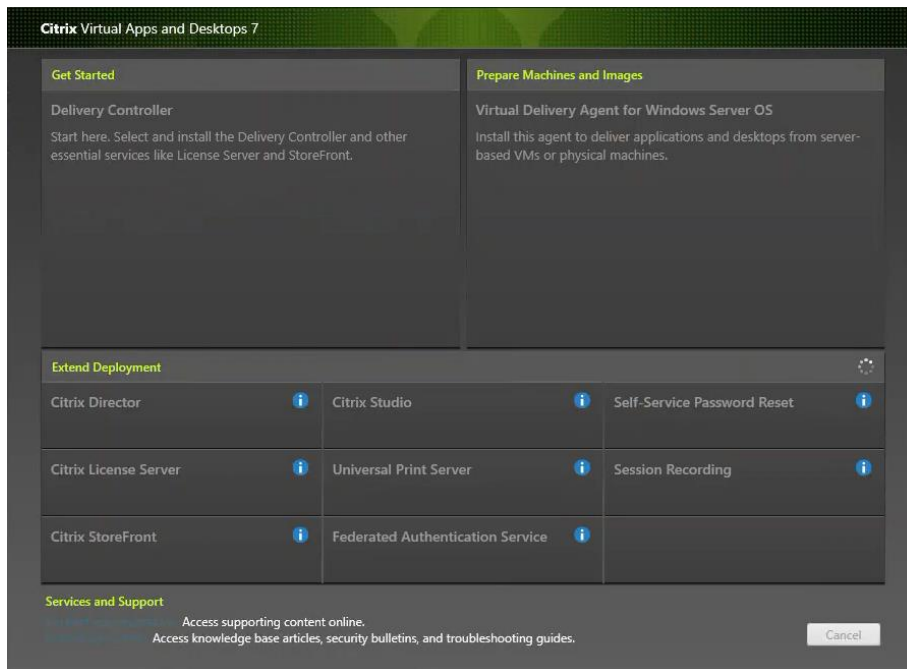 Citrix Virtual Apps and Desktops 7
Get Started
Delivery Controller
Start here. Select and install the Delivery Controller and other
essential services like License Server and StoreFront.
Prepare Machines and Images
Virtual Delivery Agent for Windows Server OS
Install this agent to deliver applications and desktops from server-
based VMs or physical machines.
Extend Deployment
Citrix Director
Citrix Studio
Self-Service Password Reset
Citrix License Server
Universal Print Server
Session Recording
Citrix StoreFront
Federated Authentication Service
Services and Support
Access supporting content online.
Access knowledge base articles, security bulletins, and troubleshooting guides.
Cancel